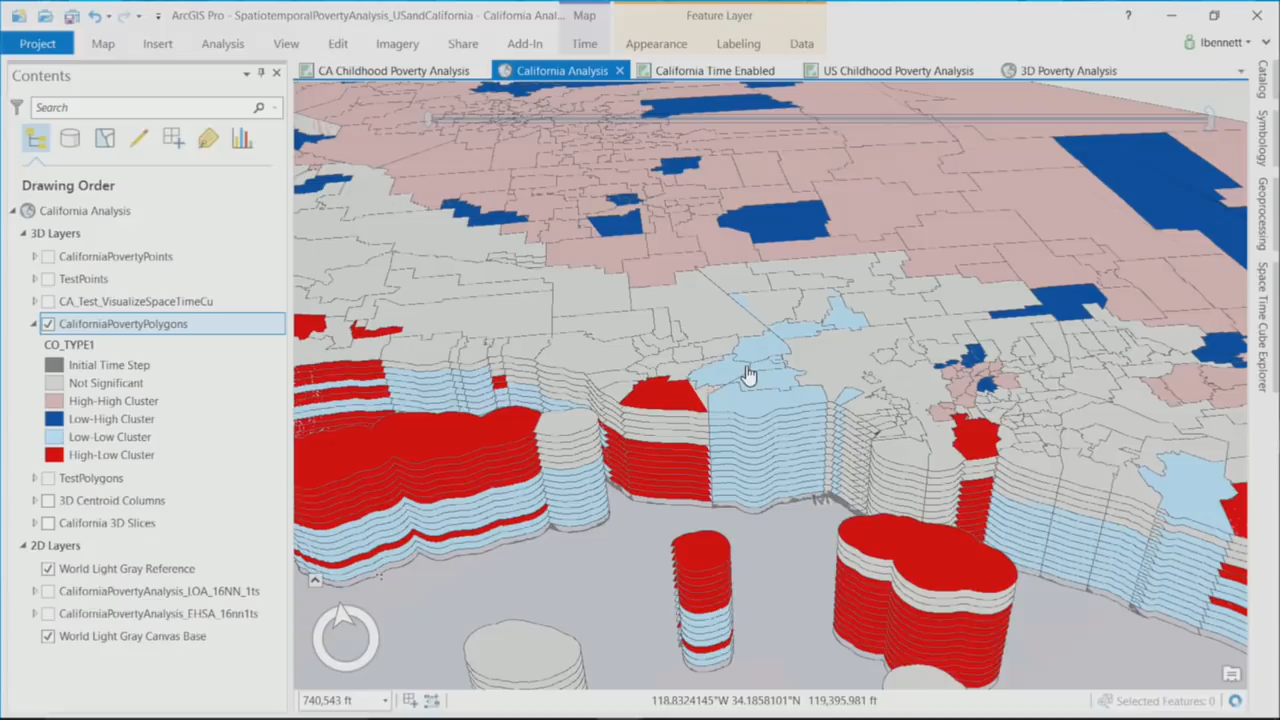 ArcGIS Pro - SpatiotemporalPovertyAnalysis_USandCalifornia - California Anal... Map Feature Layer ?
Project Map Insert Analysis View Edit Imagery Share Add-In Time Appearance Labeling Data lbennett
Contents
CA Childhood Poverty Analysis California Analysis California Time Enabled US Childhood Poverty Analysis 3D Poverty Analysis
Search
Drawing Order
California Analysis
3D Layers
CaliforniaPovertyPoints
TestPoints
CA_Test_VisualizeSpaceTimeCu
CaliforniaPovertyPolygons
CO_TYPE1
Initial Time Step
Not Significant
High-High Cluster
Low-High Cluster
Low-Low Cluster
High-Low Cluster
TestPolygons
3D Centroid Columns
California 3D Slices
2D Layers
World Light Gray Reference
CaliforniaPovertyAnalysis_LOA_16NN_1ts
CaliforniaPovertyAnalysis_EHSA_16nn1ts
World Light Gray Canvas Base
740,543 ft 118.8324145°W 34.1858101°N 119,395.981 ft Selected Features: 0
Catalog
Symbology
Geoprocessing
Space Time Cube Explorer